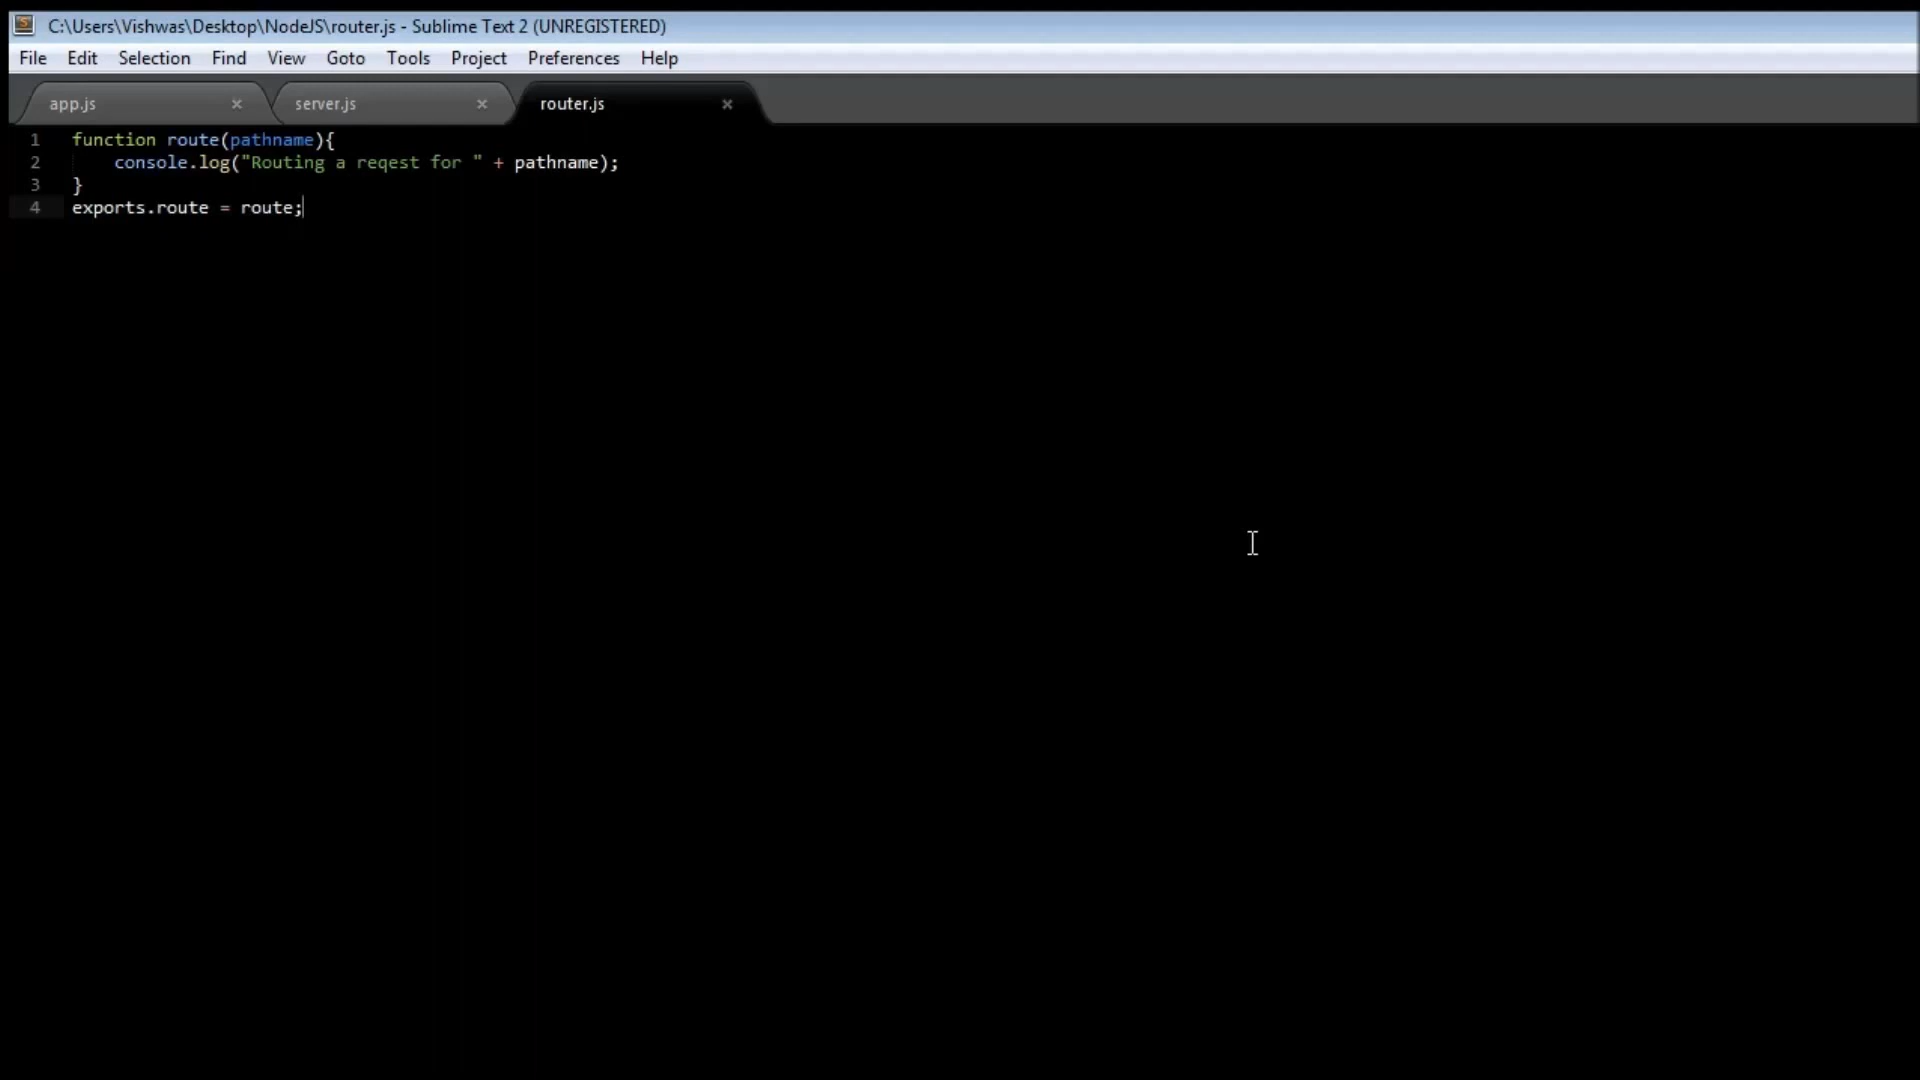 C:\Users\Vishwas\Desktop\NodeJS\router.js - Sublime Text 2 (UNREGISTERED)
File Edit Selection Find View Goto Tools Project Preferences Help
app.js × server.js × router.js ×
1 function route(pathname){
2 console.log("Routing a reqest for " + pathname);
3 }
4 exports.route = route;